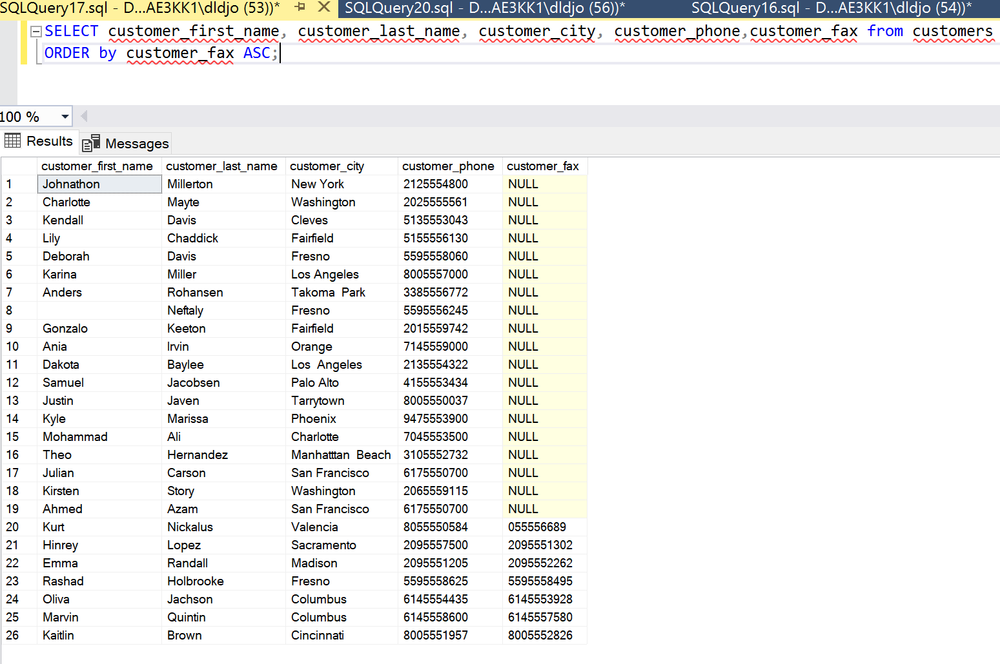 SQLQuery17.sql - D...AE3KK1\dldjo (53))* SQLQuery20.sql - D...AE3KK1\dldjo (56))* SQLQuery16.sql - D...AE3KK1\dldjo (54))*
SELECT customer_first_name, customer_last_name, customer_city, customer_phone,customer_fax from customers
ORDER by customer_fax ASC;
100 %
Results Messages
customer_first_name customer_last_name customer_city customer_phone customer_fax
1 Johnathon Millerton New York 2125554800 NULL
2 Charlotte Mayte Washington 2025555561 NULL
3 Kendall Davis Cleves 5135553043 NULL
4 Lily Chaddick Fairfield 5155556130 NULL
5 Deborah Davis Fresno 5595558060 NULL
6 Karina Miller Los Angeles 8005557000 NULL
7 Anders Rohansen Takoma  Park 3385556772 NULL
8 Neftaly Fresno 5595556245 NULL
9 Gonzalo Keeton Fairfield 2015559742 NULL
10 Ania Irvin Orange 7145559000 NULL
11 Dakota Baylee Los  Angeles 2135554322 NULL
12 Samuel Jacobsen Palo Alto 4155553434 NULL
13 Justin Javen Tarrytown 8005550037 NULL
14 Kyle Marissa Phoenix 9475553900 NULL
15 Mohammad Ali Charlotte 7045553500 NULL
16 Theo Hernandez Manhatttan  Beach 3105552732 NULL
17 Julian Carson San Francisco 6175550700 NULL
18 Kirsten Story Washington 2065559115 NULL
19 Ahmed Azam San Francisco 6175550700 NULL
20 Kurt Nickalus Valencia 8055550584 055556689
21 Hinrey Lopez Sacramento 2095557500 2095551302
22 Emma Randall Madison 2095551205 2095552262
23 Rashad Holbrooke Fresno 5595558625 5595558495
24 Oliva Jachson Columbus 6145554435 6145553928
25 Marvin Quintin Columbus 6145558600 6145557580
26 Kaitlin Brown Cincinnati 8005551957 8005552826